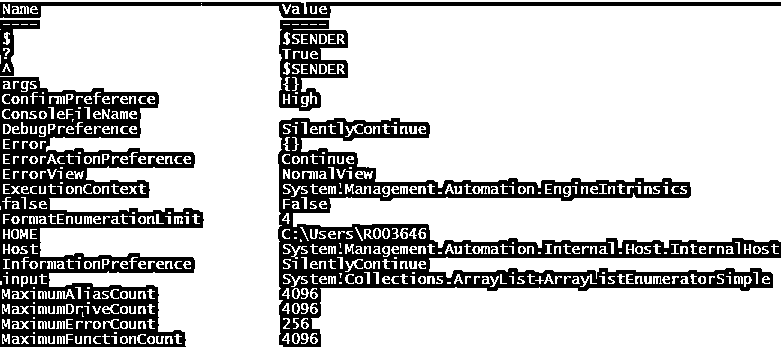 Name Value
---- -----
$ $SENDER
? True
^ $SENDER
args {}
ConfirmPreference High
ConsoleFileName
DebugPreference SilentlyContinue
Error {}
ErrorActionPreference Continue
ErrorView NormalView
ExecutionContext System.Management.Automation.EngineIntrinsics
false False
FormatEnumerationLimit 4
HOME C:\Users\R003646
Host System.Management.Automation.Internal.Host.InternalHost
InformationPreference SilentlyContinue
input System.Collections.ArrayList+ArrayListEnumeratorSimple
MaximumAliasCount 4096
MaximumDriveCount 4096
MaximumErrorCount 256
MaximumFunctionCount 4096